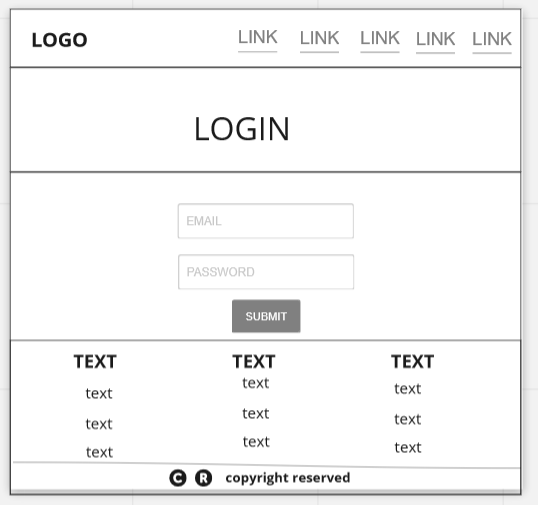 LOGO LINK LINK LINK LINK LINK
LOGIN
EMAIL
PASSWORD
SUBMIT
TEXT TEXT TEXT
text text text
text text text
text text text
C R copyright reserved